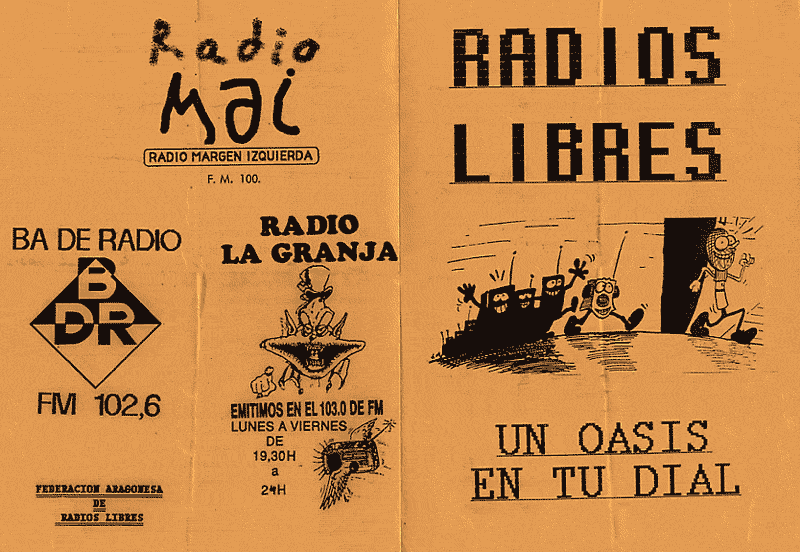 Radio
Mai
RADIO MARGEN IZQUIERDA
F. M. 100.
BA DE RADIO
B
DR
FM 102,6
FEDERACION ARAGONESA
DE
RADIOS LIBRES
RADIO
LA GRANJA
EMITIMOS EN EL 103.0 DE FM
LUNES A VIERNES
DE
19,30H
a
24H
RADIOS
LIBRES
UN OASIS
EN TU DIAL